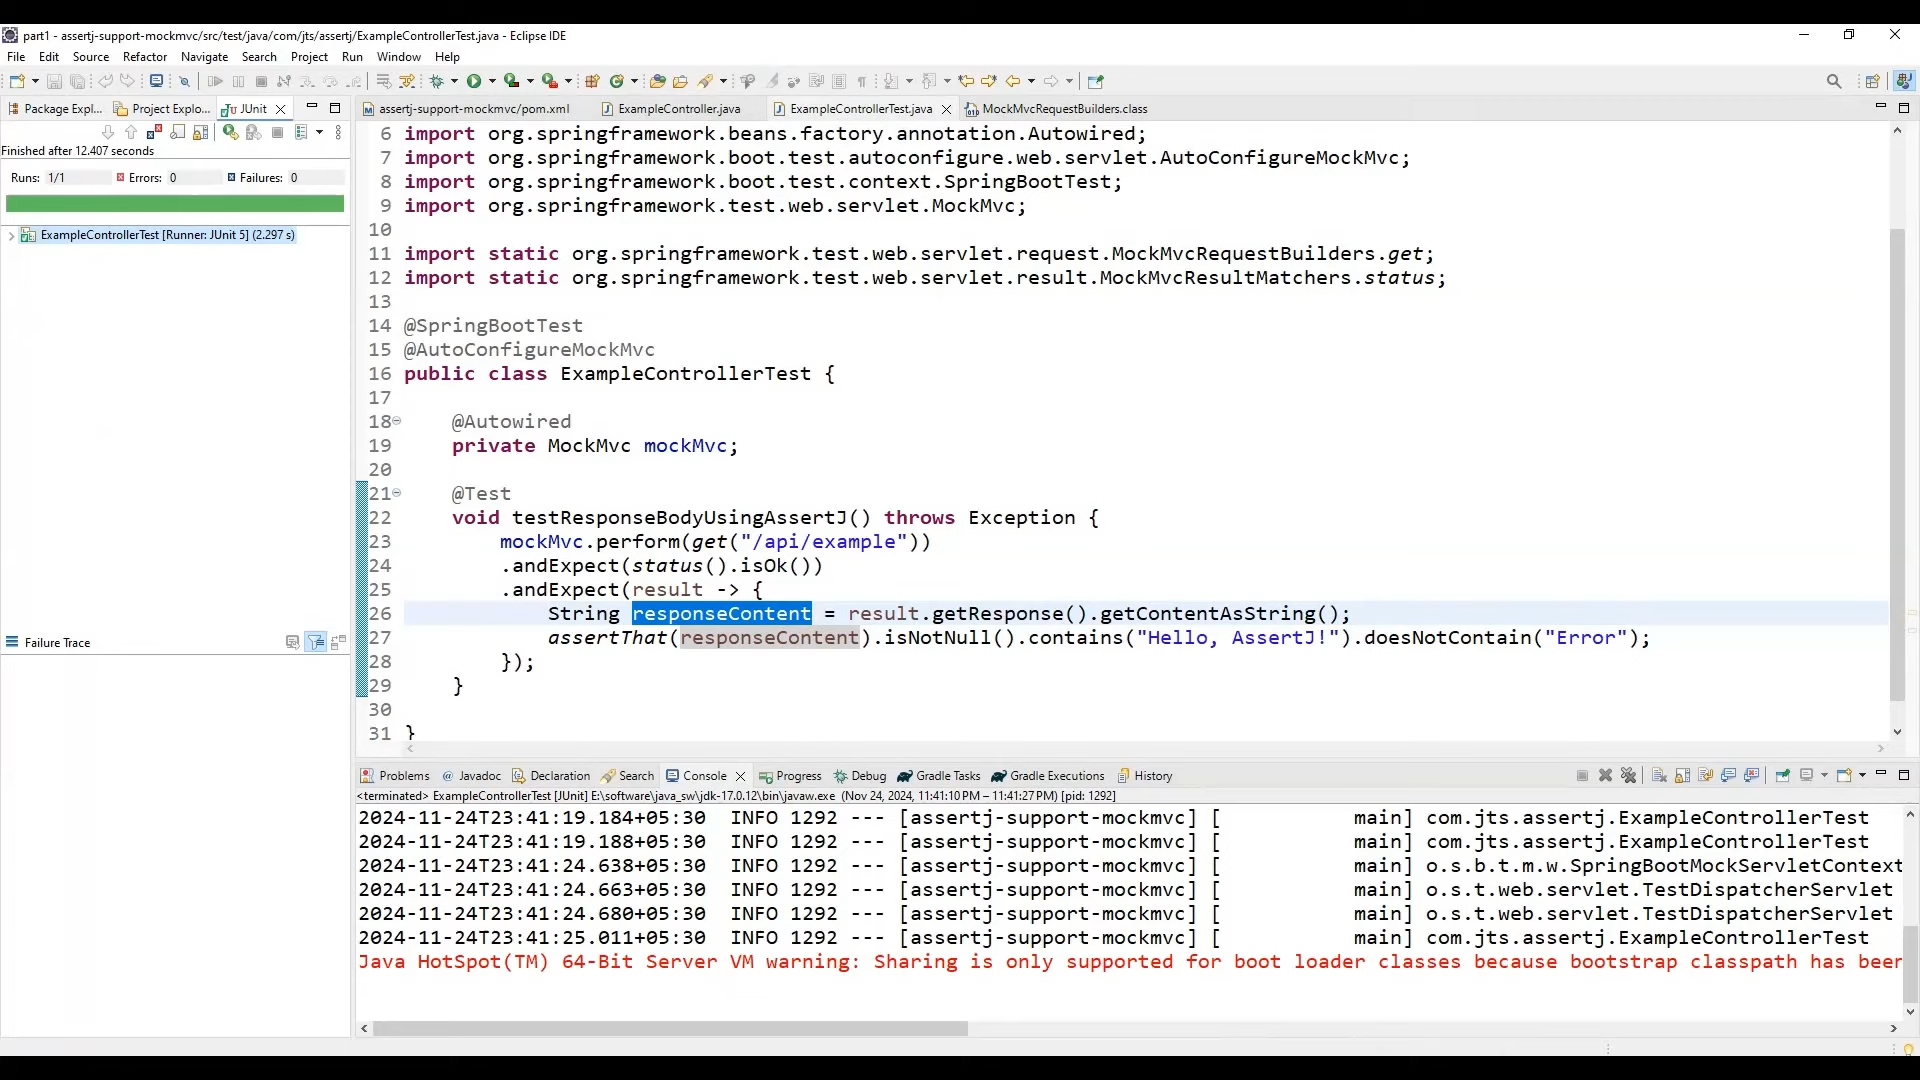 part1 - assertj-support-mockmvc/src/test/java/com/jts/assertj/ExampleControllerTest.java - Eclipse IDE
File Edit Source Refactor Navigate Search Project Run Window Help
Package Expl... Project Explo... JUnit
Finished after 12.407 seconds
Runs: 1/1 Errors: 0 Failures: 0
ExampleControllerTest [Runner: JUnit 5] (2.297 s)
Failure Trace
assertj-support-mockmvc/pom.xml ExampleController.java ExampleControllerTest.java MockMvcRequestBuilders.class
6 import org.springframework.beans.factory.annotation.Autowired;
7 import org.springframework.boot.test.autoconfigure.web.servlet.AutoConfigureMockMvc;
8 import org.springframework.boot.test.context.SpringBootTest;
9 import org.springframework.test.web.servlet.MockMvc;
10
11 import static org.springframework.test.web.servlet.request.MockMvcRequestBuilders.get;
12 import static org.springframework.test.web.servlet.result.MockMvcResultMatchers.status;
13
14 @SpringBootTest
15 @AutoConfigureMockMvc
16 public class ExampleControllerTest {
17
18 @Autowired
19 private MockMvc mockMvc;
20
21 @Test
22 void testResponseBodyUsingAssertJ() throws Exception {
23 mockMvc.perform(get("/api/example"))
24 .andExpect(status().isOk())
25 .andExpect(result -> {
26 String responseContent = result.getResponse().getContentAsString();
27 assertThat(responseContent).isNotNull().contains("Hello, AssertJ!").doesNotContain("Error");
28 });
29 }
30
31 }
Problems Javadoc Declaration Search Console Progress Debug Gradle Tasks Gradle Executions History
<terminated> ExampleControllerTest [JUnit] E:\software\java_sw\jdk-17.0.12\bin\javaw.exe (Nov 24, 2024, 11:41:10 PM – 11:41:27 PM) [pid: 1292]
2024-11-24T23:41:19.184+05:30 INFO 1292 --- [assertj-support-mockmvc] [ main] com.jts.assertj.ExampleControllerTest
2024-11-24T23:41:19.188+05:30 INFO 1292 --- [assertj-support-mockmvc] [ main] com.jts.assertj.ExampleControllerTest
2024-11-24T23:41:24.638+05:30 INFO 1292 --- [assertj-support-mockmvc] [ main] o.s.b.t.m.w.SpringBootMockServletContext
2024-11-24T23:41:24.663+05:30 INFO 1292 --- [assertj-support-mockmvc] [ main] o.s.t.web.servlet.TestDispatcherServlet
2024-11-24T23:41:24.680+05:30 INFO 1292 --- [assertj-support-mockmvc] [ main] o.s.t.web.servlet.TestDispatcherServlet
2024-11-24T23:41:25.011+05:30 INFO 1292 --- [assertj-support-mockmvc] [ main] com.jts.assertj.ExampleControllerTest
Java HotSpot(TM) 64-Bit Server VM warning: Sharing is only supported for boot loader classes because bootstrap classpath has been